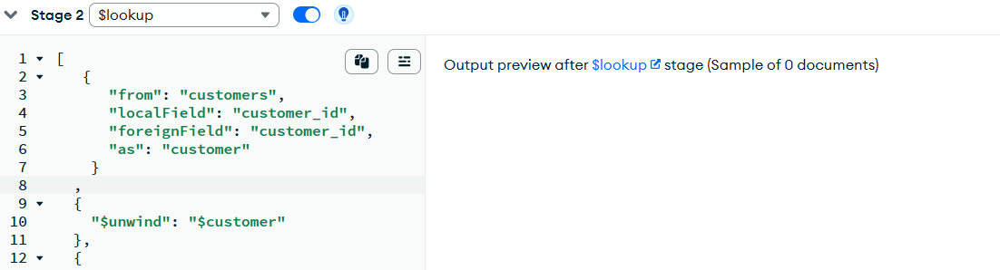 Stage 2 $lookup
1 [
2 {
3 "from": "customers",
4 "localField": "customer_id",
5 "foreignField": "customer_id",
6 "as": "customer"
7 }
8 ,
9 {
10 "$unwind": "$customer"
11 },
12 {
Output preview after $lookup stage (Sample of 0 documents)